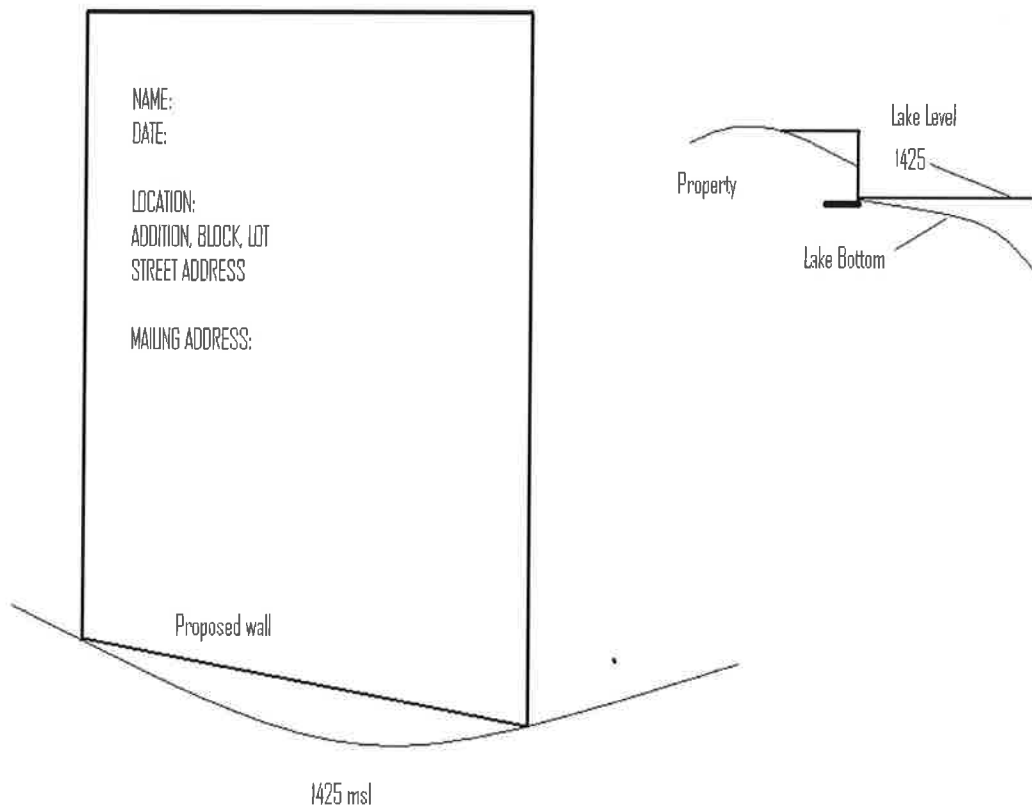 NAME:
DATE:
LOCATION:
ADDITION, BLOCK, LOT
STREET ADDRESS
MAILING ADDRESS:
Proposed wall
1425 msl
Lake Level
1425
Property
Lake Bottom